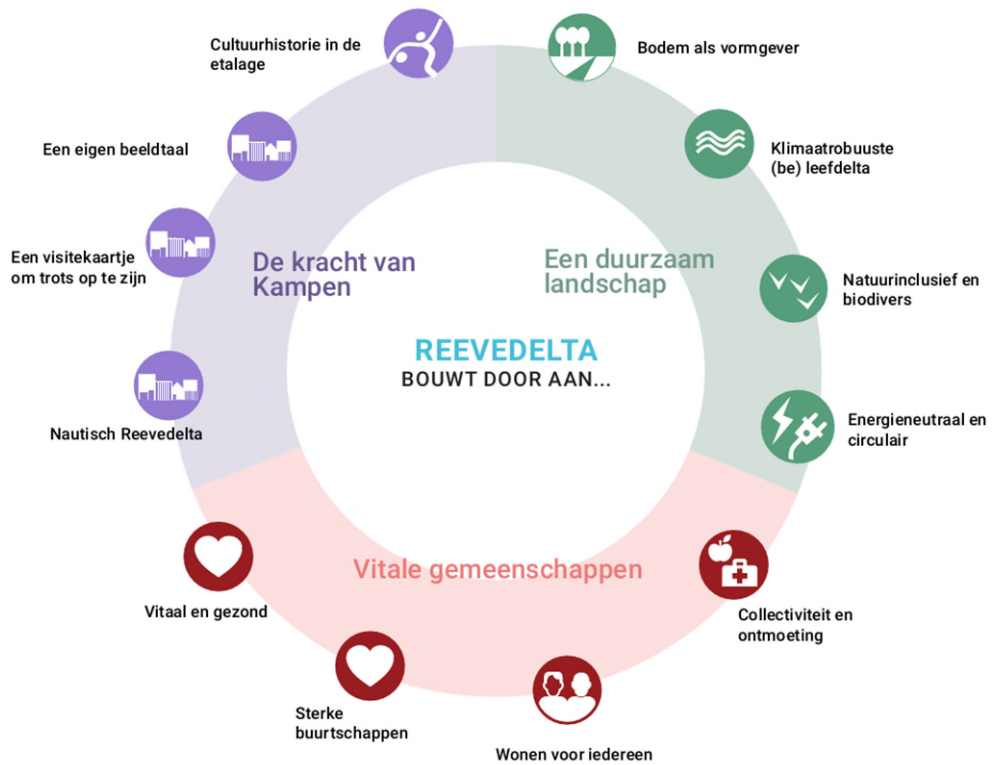 Cultuurhistorie in de
etalage
Bodem als vormgever
Een eigen beeldtaal
Klimaatrobuuste
(be) leefdelta
Een visitekaartje
om trots op te zijn
De kracht van
Kampen
Een duurzaam
landschap
Natuurinclusief en
biodivers
REEVEDELTA
BOUWT DOOR AAN...
Nautisch Reevedelta
Energieneutraal en
circulair
Vitale gemeenschappen
Vitaal en gezond
Collectiviteit en
ontmoeting
Sterke
buurtschappen
Wonen voor iedereen